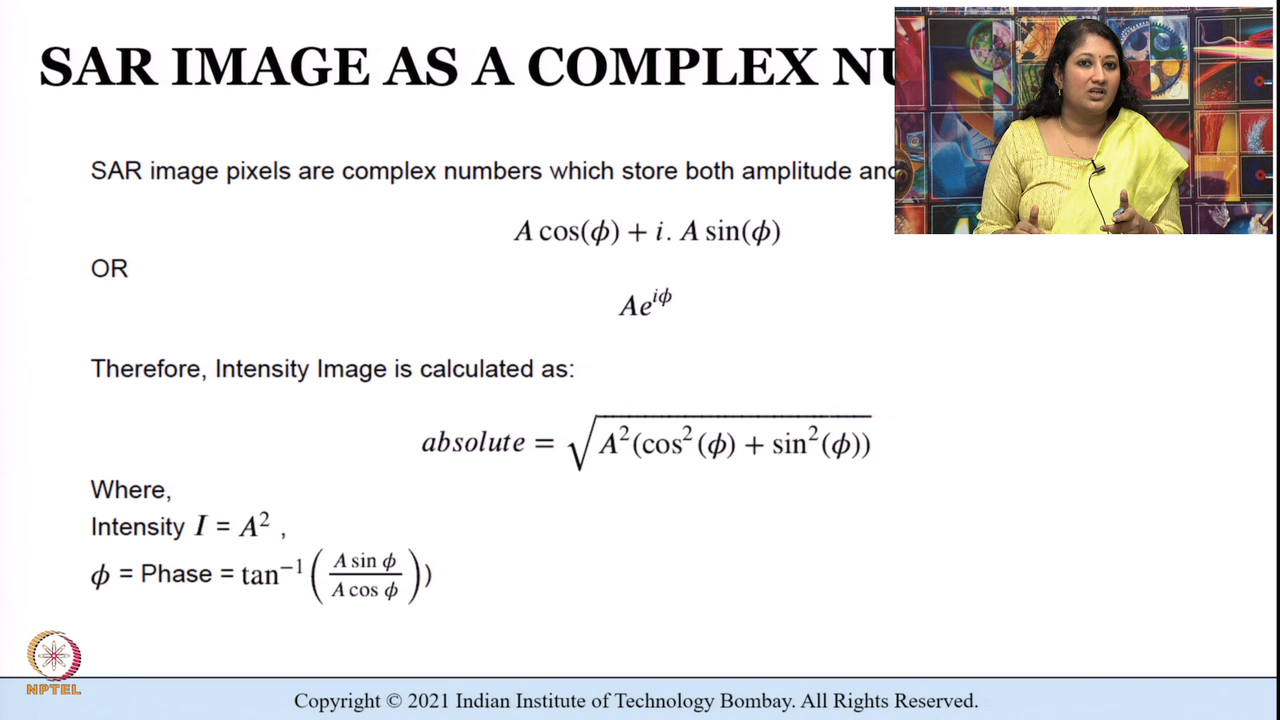 SAR IMAGE AS A COMPLEX
SAR image pixels are complex numbers which store both amplitude and
A cos(ϕ) + i. A sin(ϕ)
OR
Ae^{iϕ}
Therefore, Intensity Image is calculated as:
absolute = √(A²(cos²(ϕ) + sin²(ϕ)))
Where,
Intensity I = A² ,
ϕ = Phase = tan⁻¹(A sin ϕ / A cos ϕ))
NPTEL
Copyright © 2021 Indian Institute of Technology Bombay. All Rights Reserved.